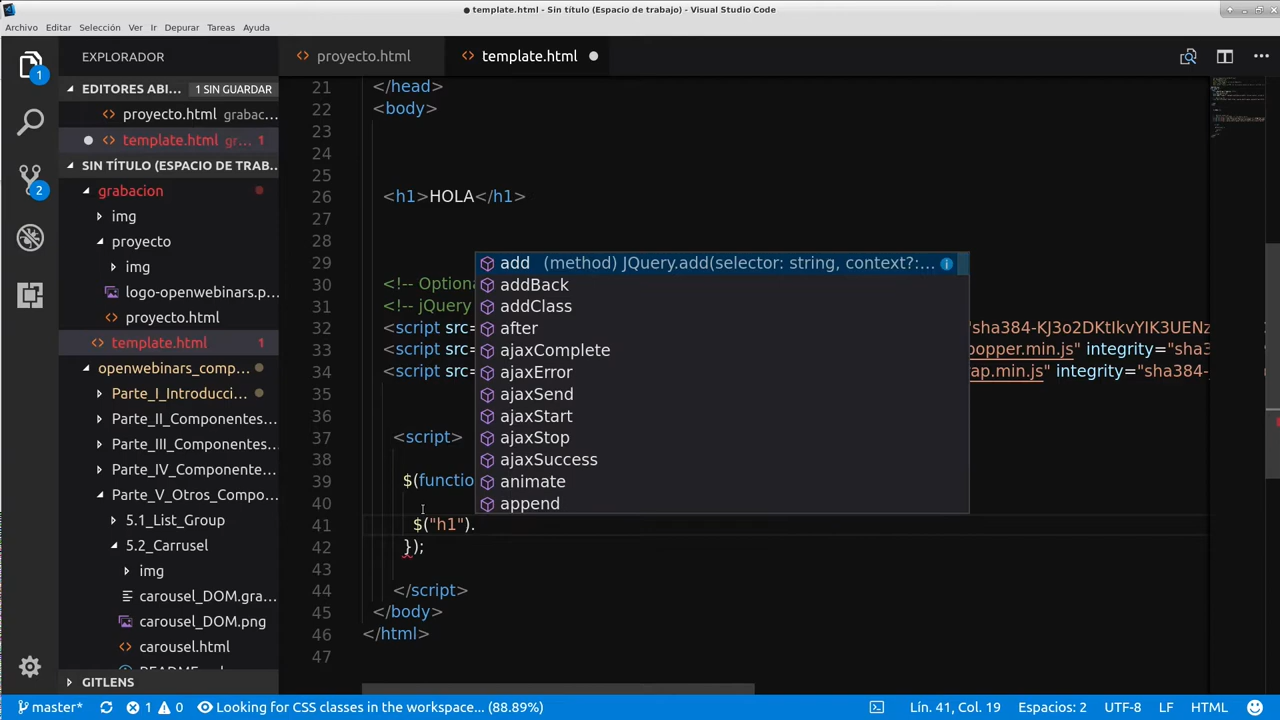 ● template.html - Sin título (Espacio de trabajo) - Visual Studio Code
Archivo Editar Selección Ver Ir Depurar Tareas Ayuda
EXPLORADOR
EDITORES ABI... 1 SIN GUARDAR
proyecto.html grabac...
template.html gr... 1
SIN TÍTULO (ESPACIO DE TRAB...
grabacion
img
proyecto
img
logo-openwebinars.p...
proyecto.html
template.html 1
openwebinars_comp...
Parte_I_Introducci...
Parte_II_Componentes...
Parte_III_Componentes...
Parte_IV_Componente...
Parte_V_Otros_Compo...
5.1_List_Group
5.2_Carrusel
img
carousel_DOM.gra...
carousel_DOM.png
carousel.html
GITLENS
1
2
proyecto.html template.html
21 </head>
22 <body>
23
24
25
26 <h1>HOLA</h1>
27
28
29
30 <!-- Optiona
31 <!-- jQuery
32 <script src= "sha384-KJ3o2DKtIkvYIK3UENz
33 <script src= popper.min.js" integrity="sha3
34 <script src= ap.min.js" integrity="sha384-
35
36
37 <script>
38
39 $(functio
40
41 $("h1").
42 });
43
44 </script>
45 </body>
46 </html>
47
add (method) JQuery.add(selector: string, context?:...
addBack
addClass
after
ajaxComplete
ajaxError
ajaxSend
ajaxStart
ajaxStop
ajaxSuccess
animate
append
master* 1 0 Looking for CSS classes in the workspace... (88.89%) Lín. 41, Col. 19 Espacios: 2 UTF-8 LF HTML